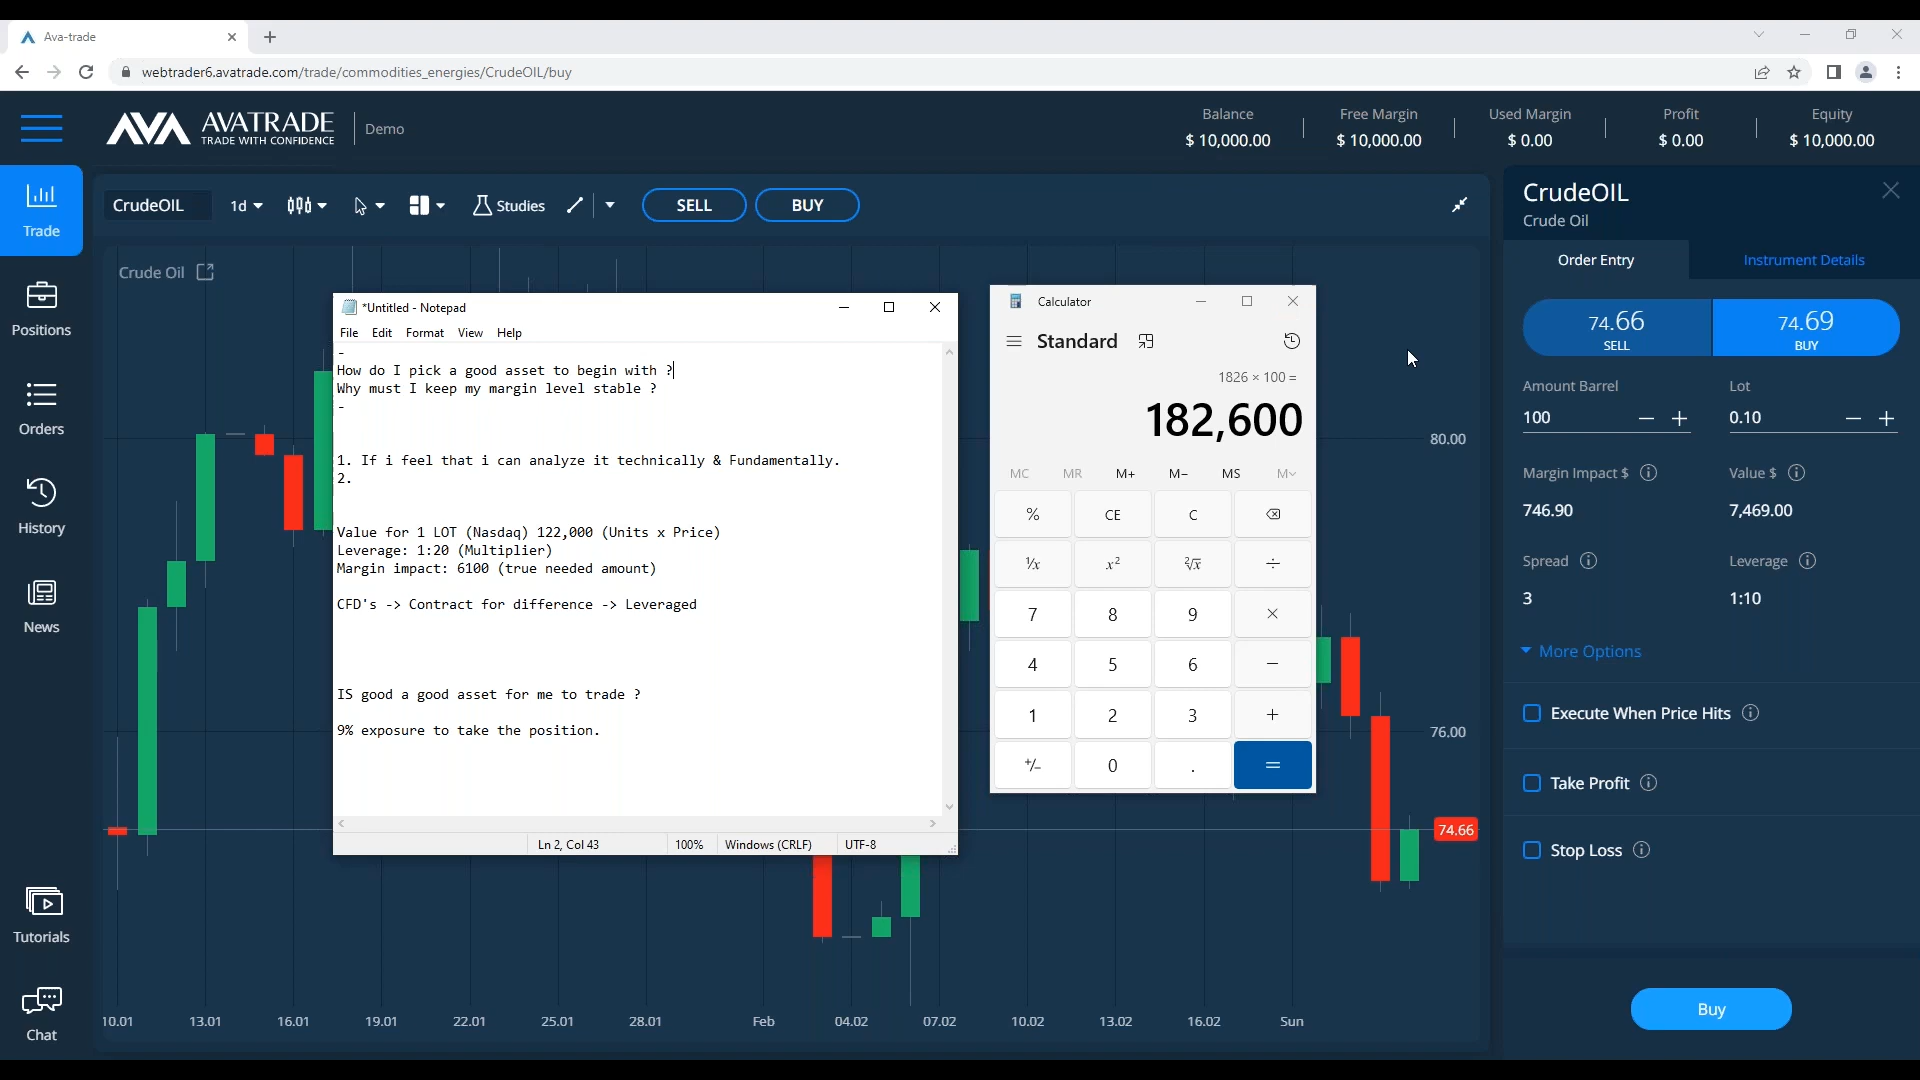 Ava-trade
webtrader6.avatrade.com/trade/commodities_energies/CrudeOIL/buy
AVA AVATRADE
TRADE WITH CONFIDENCE
Demo
Balance
$ 10,000.00
Free Margin
$ 10,000.00
Used Margin
$ 0.00
Profit
$ 0.00
Equity
$ 10,000.00
Trade
Positions
Orders
History
News
Tutorials
Chat
CrudeOIL
1d
Studies
SELL
BUY
Crude Oil
*Untitled - Notepad
File Edit Format View Help
-
How do I pick a good asset to begin with ?
Why must I keep my margin level stable ?
-
1. If i feel that i can analyze it technically & Fundamentally.
2.
Value for 1 LOT (Nasdaq) 122,000 (Units x Price)
Leverage: 1:20 (Multiplier)
Margin impact: 6100 (true needed amount)
CFD's -> Contract for difference -> Leveraged
IS good a good asset for me to trade ?
9% exposure to take the position.
Ln 2, Col 43
100%
Windows (CRLF)
UTF-8
Calculator
Standard
1826 × 100 =
182,600
MC MR M+ M- MS M˅
% CE C
¹/x x² ²√x ÷
7 8 9 ×
4 5 6 −
1 2 3 +
+/− 0 . =
80.00
76.00
74.66
10.01 13.01 16.01 19.01 22.01 25.01 28.01 Feb 04.02 07.02 10.02 13.02 16.02 Sun
CrudeOIL
Crude Oil
Order Entry
Instrument Details
74.66
SELL
74.69
BUY
Amount Barrel
100 − +
Lot
0.10 − +
Margin Impact $
746.90
Value $
7,469.00
Spread
3
Leverage
1:10
More Options
Execute When Price Hits
Take Profit
Stop Loss
Buy